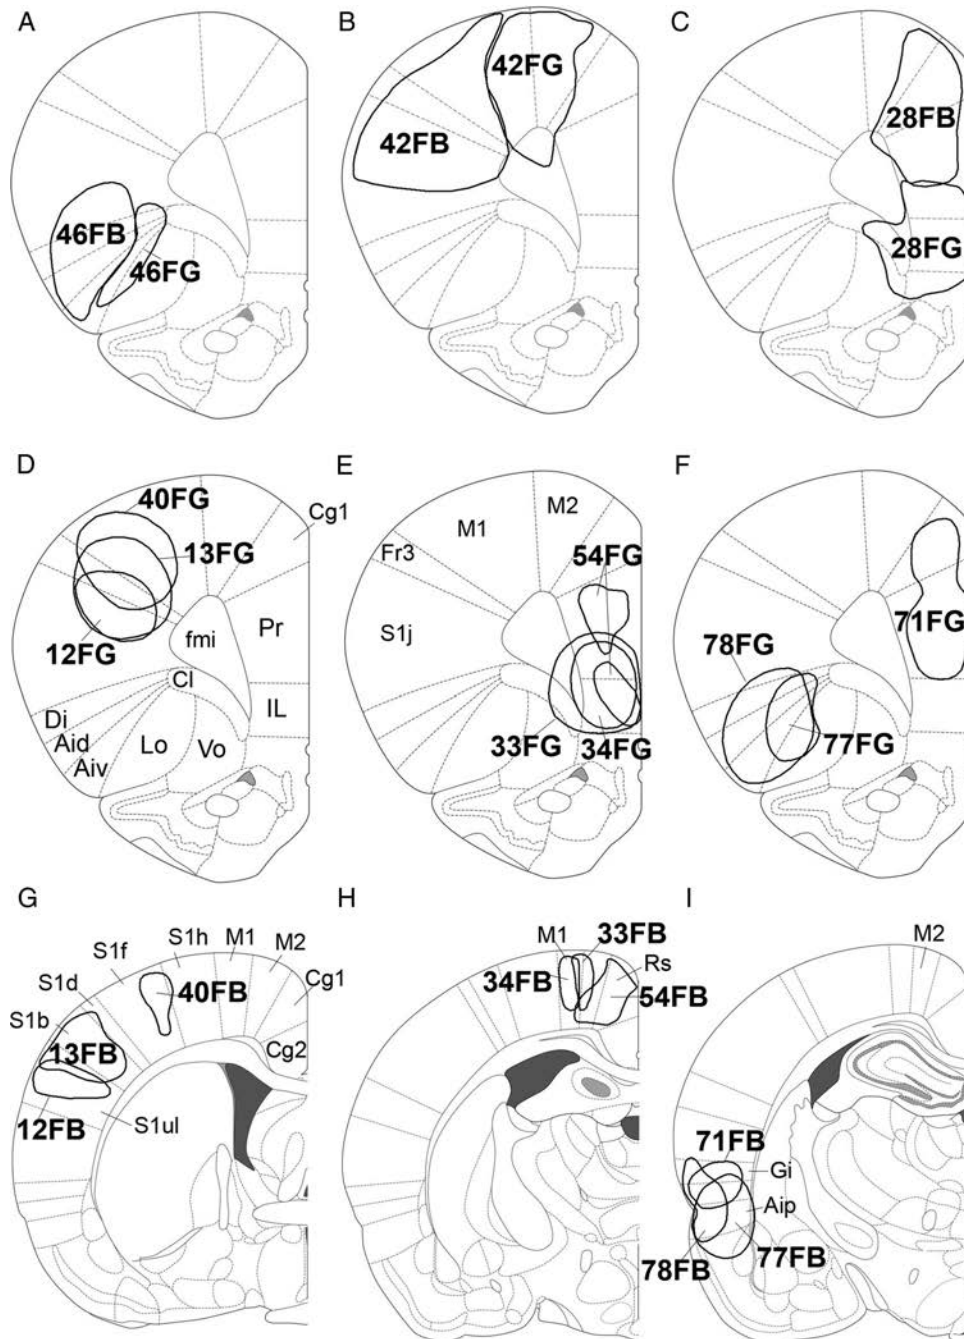 A
B
C
42FG
28FB
42FB
46FB
28FG
46FG
D
E
F
40FG
Cg1
M1
M2
13FG
Fr3
54FG
fmi
Pr
S1j
71FG
12FG
78FG
Cl
IL
Di
Aid
Lo
Vo
33FG
34FG
77FG
Aiv
G
H
I
S1h
M1
M2
M1
33FB
M2
S1f
Rs
S1d
40FB
Cg1
34FB
54FB
S1b
13FB
Cg2
12FB
S1ul
71FB
Gi
Aip
78FB
77FB